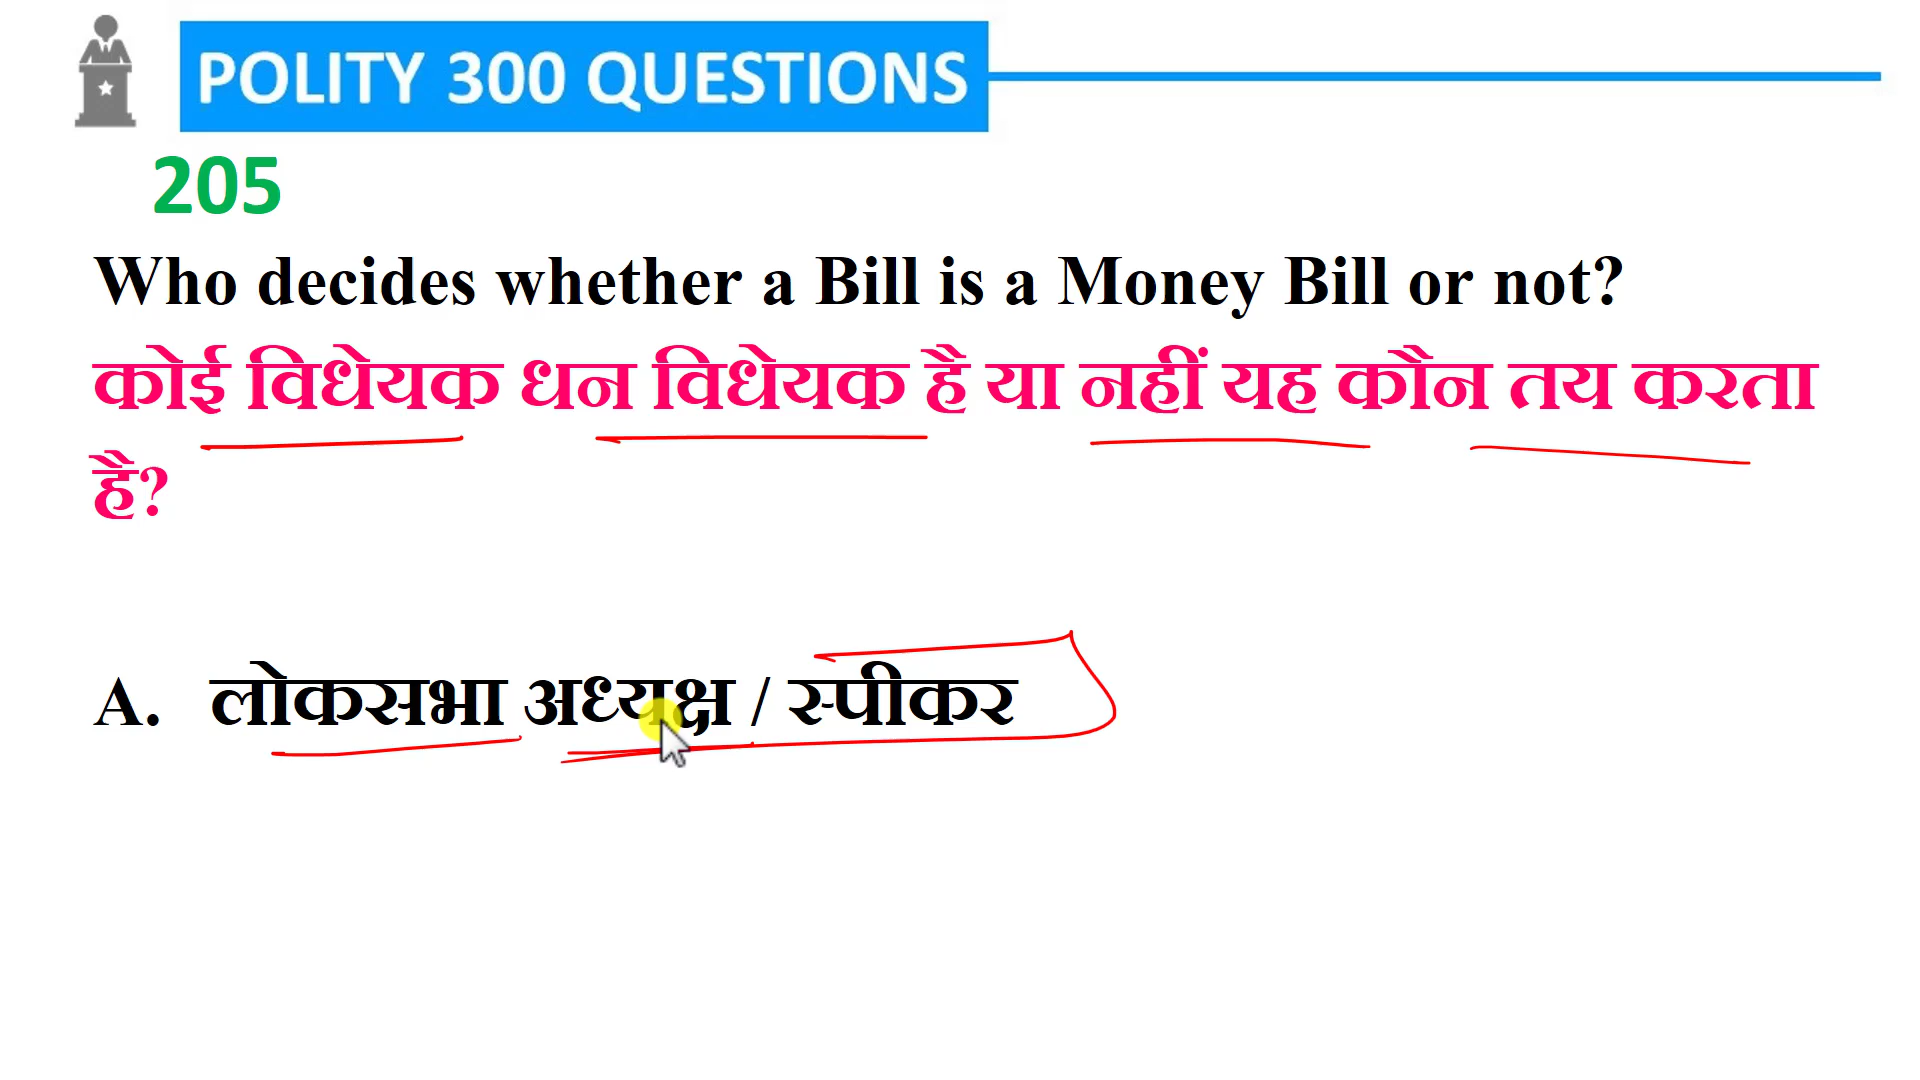 POLITY 300 QUESTIONS
205
Who decides whether a Bill is a Money Bill or not?
कोई विधेयक धन विधेयक है या नहीं यह कौन तय करता
है?
A. लोकसभा अध्यक्ष / स्पीकर